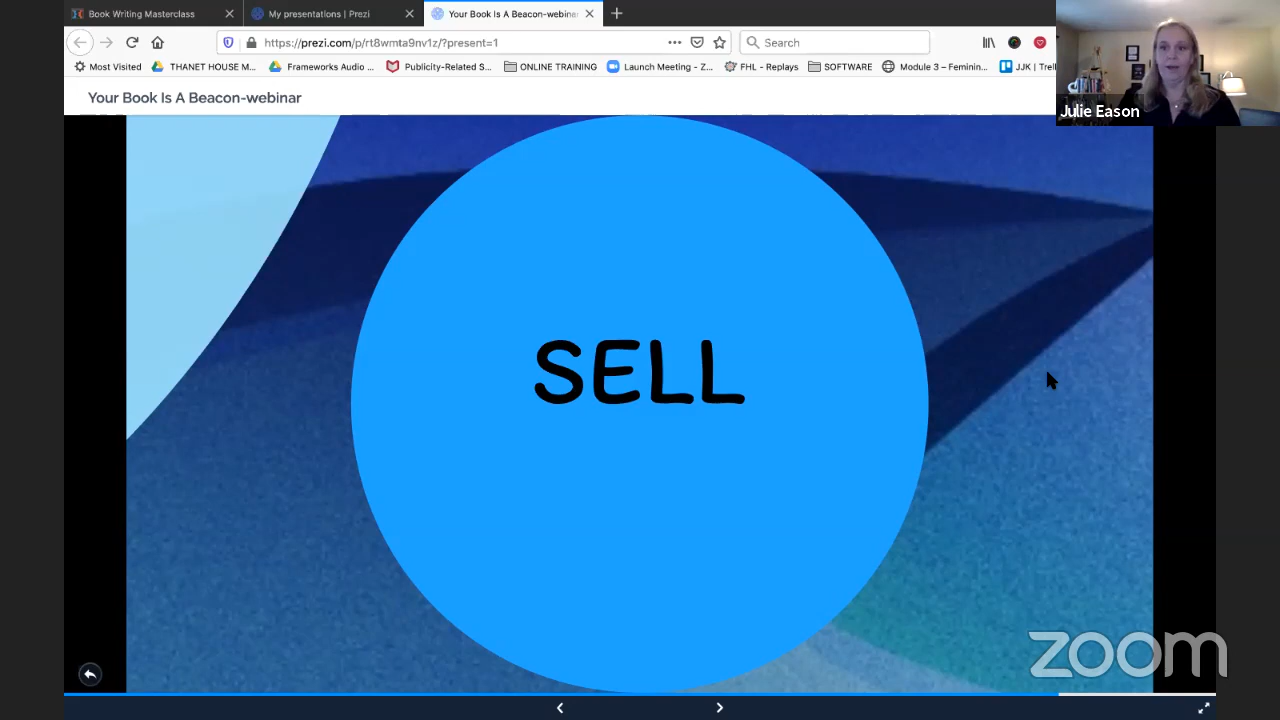 Book Writing Masterclass
My presentations | Prezi
Your Book Is A Beacon-webina
https://prezi.com/p/rt8wmta9nv1z/?present=1
Search
Most Visited
THANET HOUSE M...
Frameworks Audio ...
Publicity-Related S...
ONLINE TRAINING
Launch Meeting - Z...
FHL - Replays
SOFTWARE
Module 3 – Feminin...
JJK | Trell
Julie Eason
Your Book Is A Beacon-webinar
SELL
zoom